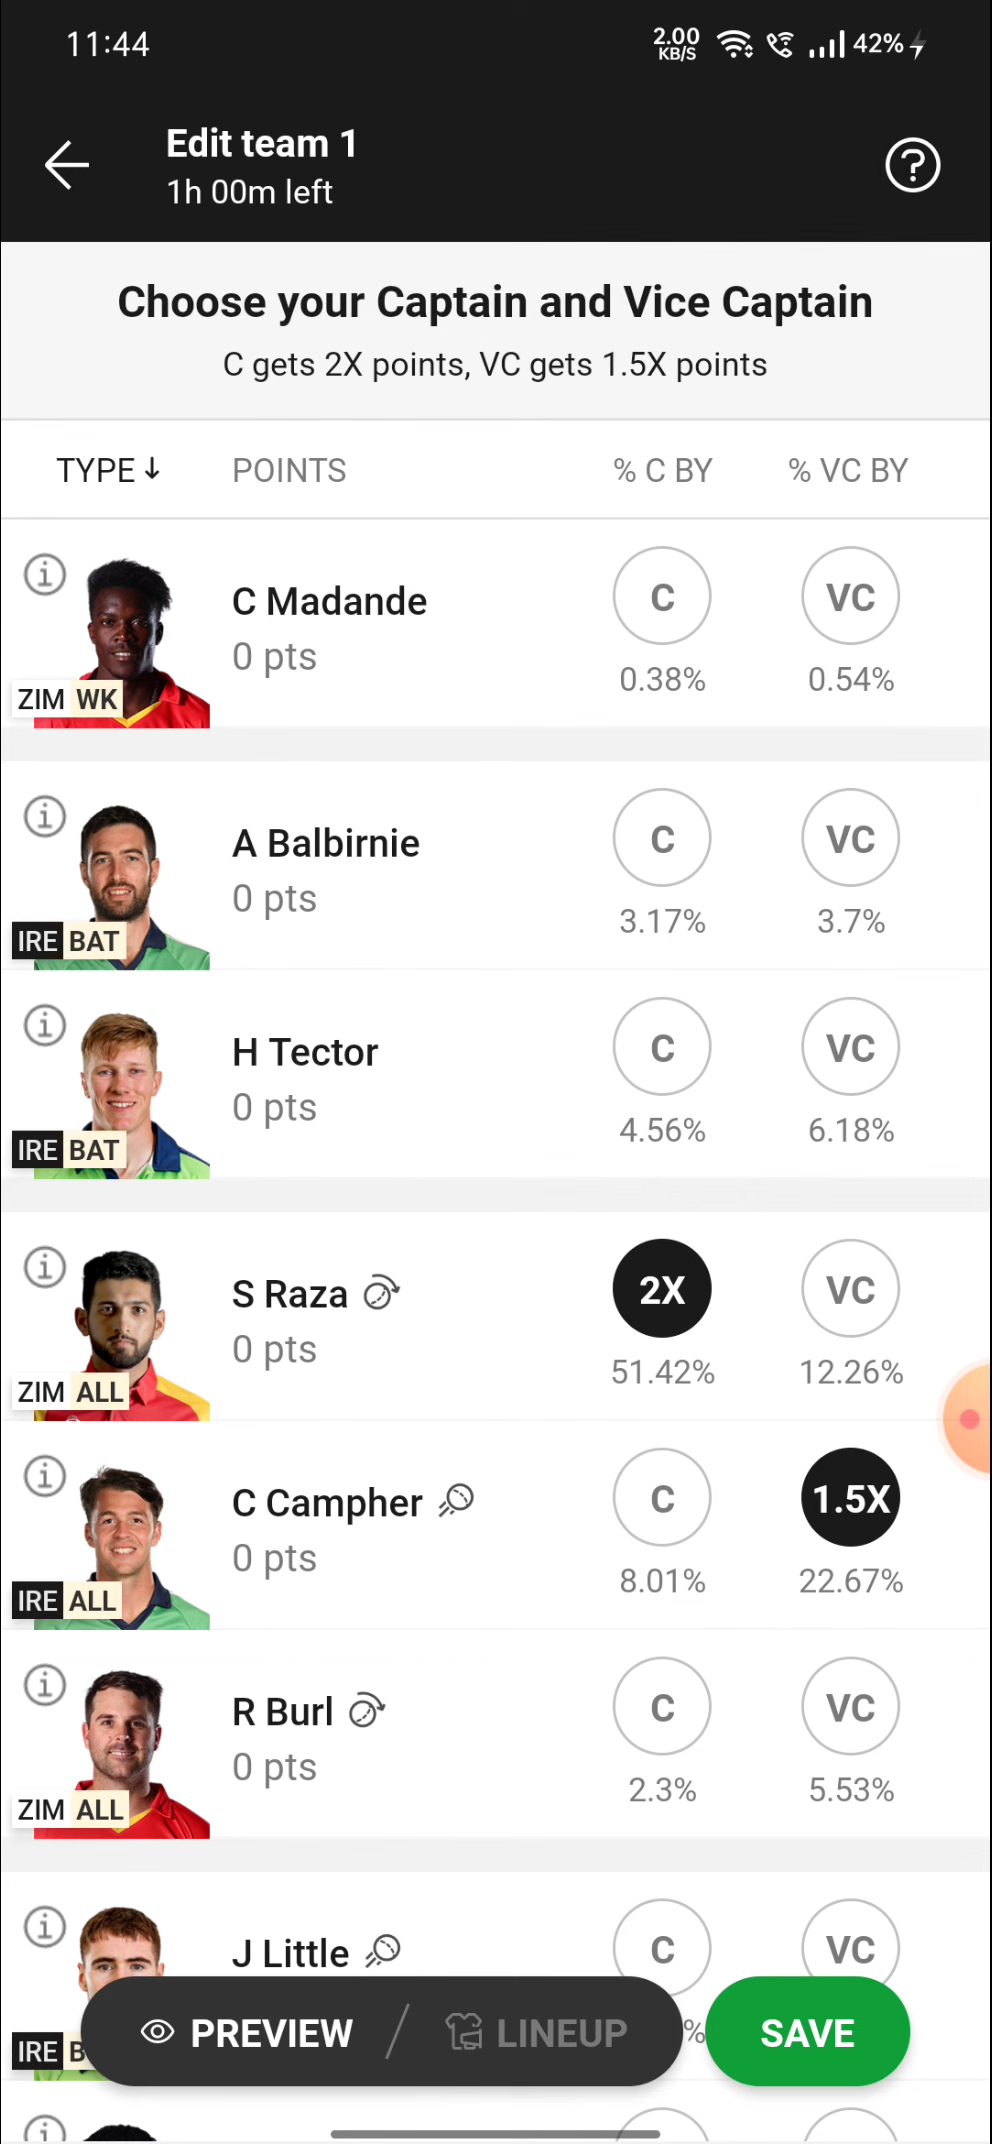 11:44
2.00
KB/S
42%
Edit team 1
1h 00m left
Choose your Captain and Vice Captain
C gets 2X points, VC gets 1.5X points
TYPE POINTS % C BY % VC BY
C Madande
0 pts
ZIM WK
C VC
0.38% 0.54%
A Balbirnie
0 pts
IRE BAT
C VC
3.17% 3.7%
H Tector
0 pts
IRE BAT
C VC
4.56% 6.18%
S Raza
0 pts
ZIM ALL
2X VC
51.42% 12.26%
C Campher
0 pts
IRE ALL
C 1.5X
8.01% 22.67%
R Burl
0 pts
ZIM ALL
C VC
2.3% 5.53%
J Little
C VC
IRE B
%
PREVIEW / LINEUP
SAVE